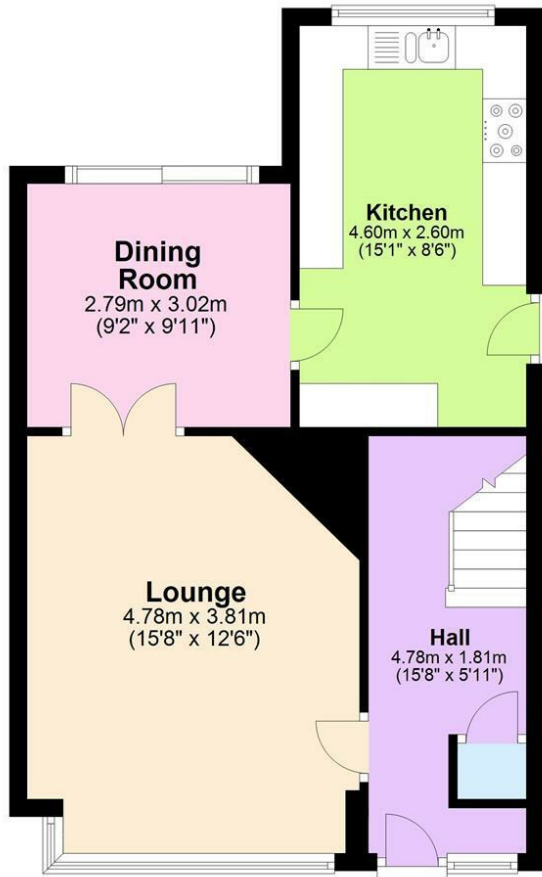 Kitchen
4.60m x 2.60m
(15'1" x 8'6")
Dining
Room
2.79m x 3.02m
(9'2" x 9'11")
Lounge
4.78m x 3.81m
(15'8" x 12'6")
Hall
4.78m x 1.81m
(15'8" x 5'11")